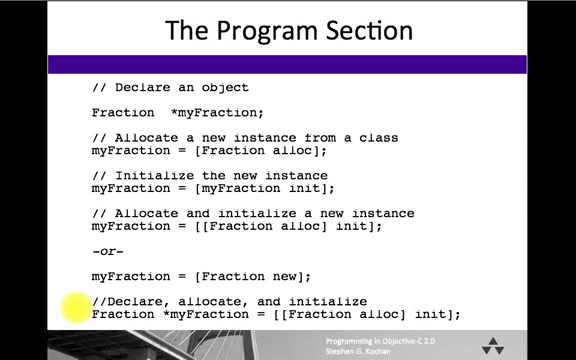 The Program Section
// Declare an object
Fraction *myFraction;
// Allocate a new instance from a class
myFraction = [Fraction alloc];
// Initialize the new instance
myFraction = [myFraction init];
// Allocate and initialize a new instance
myFraction = [[Fraction alloc] init];
-or-
myFraction = [Fraction new];
//Declare, allocate, and initialize
Fraction *myFraction = [[Fraction alloc] init];
Programming in Objective-C 2.0
Stephen G. Kochan